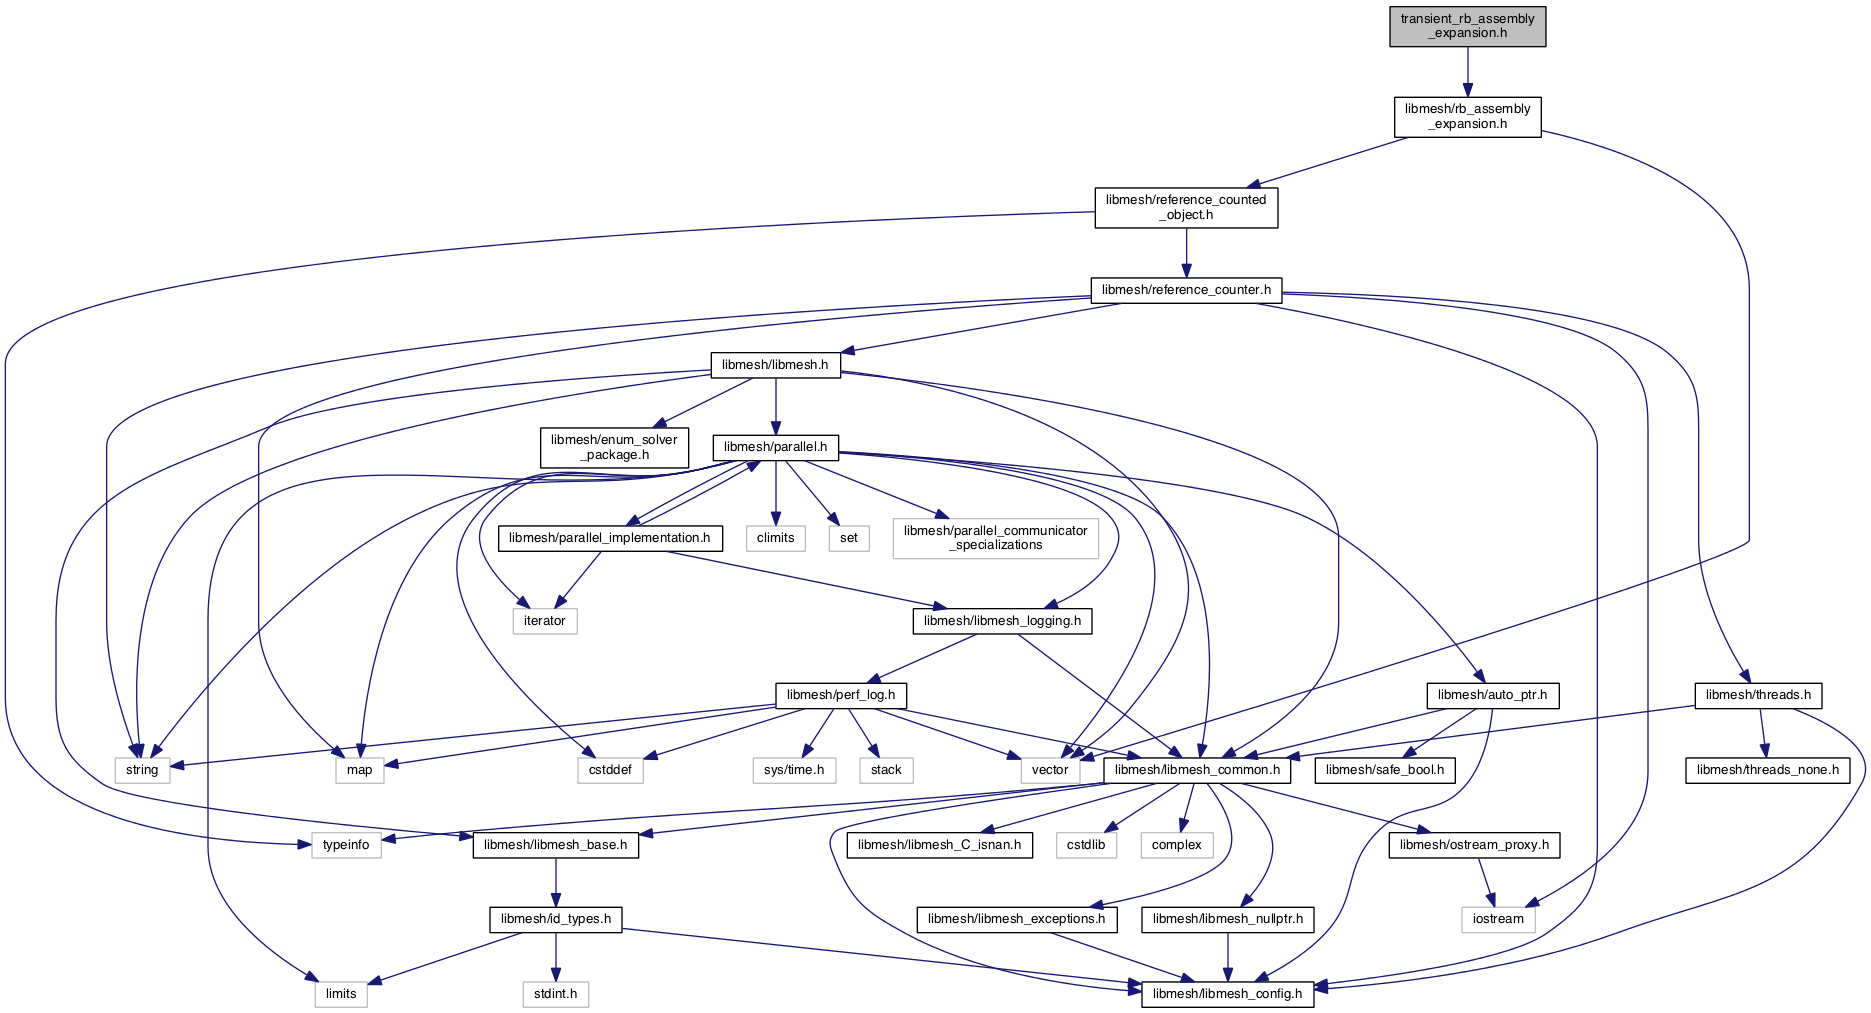 transient_rb_assembly
_expansion.h
libmesh/rb_assembly
_expansion.h
libmesh/reference_counted
_object.h
libmesh/reference_counter.h
libmesh/libmesh.h
libmesh/enum_solver
_package.h
libmesh/parallel.h
libmesh/parallel_implementation.h
climits
set
libmesh/parallel_communicator
_specializations
iterator
libmesh/libmesh_logging.h
libmesh/perf_log.h
libmesh/auto_ptr.h
libmesh/threads.h
string
map
cstddef
sys/time.h
stack
vector
libmesh/libmesh_common.h
libmesh/safe_bool.h
libmesh/threads_none.h
typeinfo
libmesh/libmesh_base.h
libmesh/libmesh_C_isnan.h
cstdlib
complex
libmesh/ostream_proxy.h
libmesh/id_types.h
libmesh/libmesh_exceptions.h
libmesh/libmesh_nullptr.h
iostream
limits
stdint.h
libmesh/libmesh_config.h